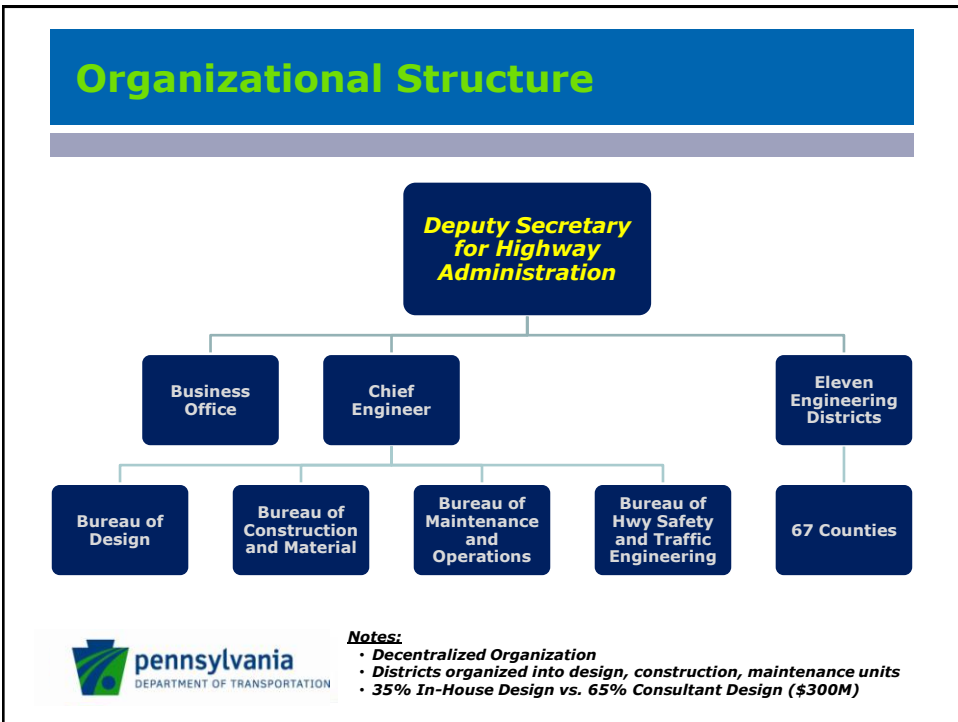 Organizational Structure
Deputy Secretary
for Highway
Administration
Business
Office
Chief
Engineer
Eleven
Engineering
Districts
Bureau of
Design
Bureau of
Construction
and Material
Bureau of
Maintenance
and
Operations
Bureau of
Hwy Safety
and Traffic
Engineering
67 Counties
pennsylvania
DEPARTMENT OF TRANSPORTATION
Notes:
• Decentralized Organization
• Districts organized into design, construction, maintenance units
• 35% In-House Design vs. 65% Consultant Design ($300M)